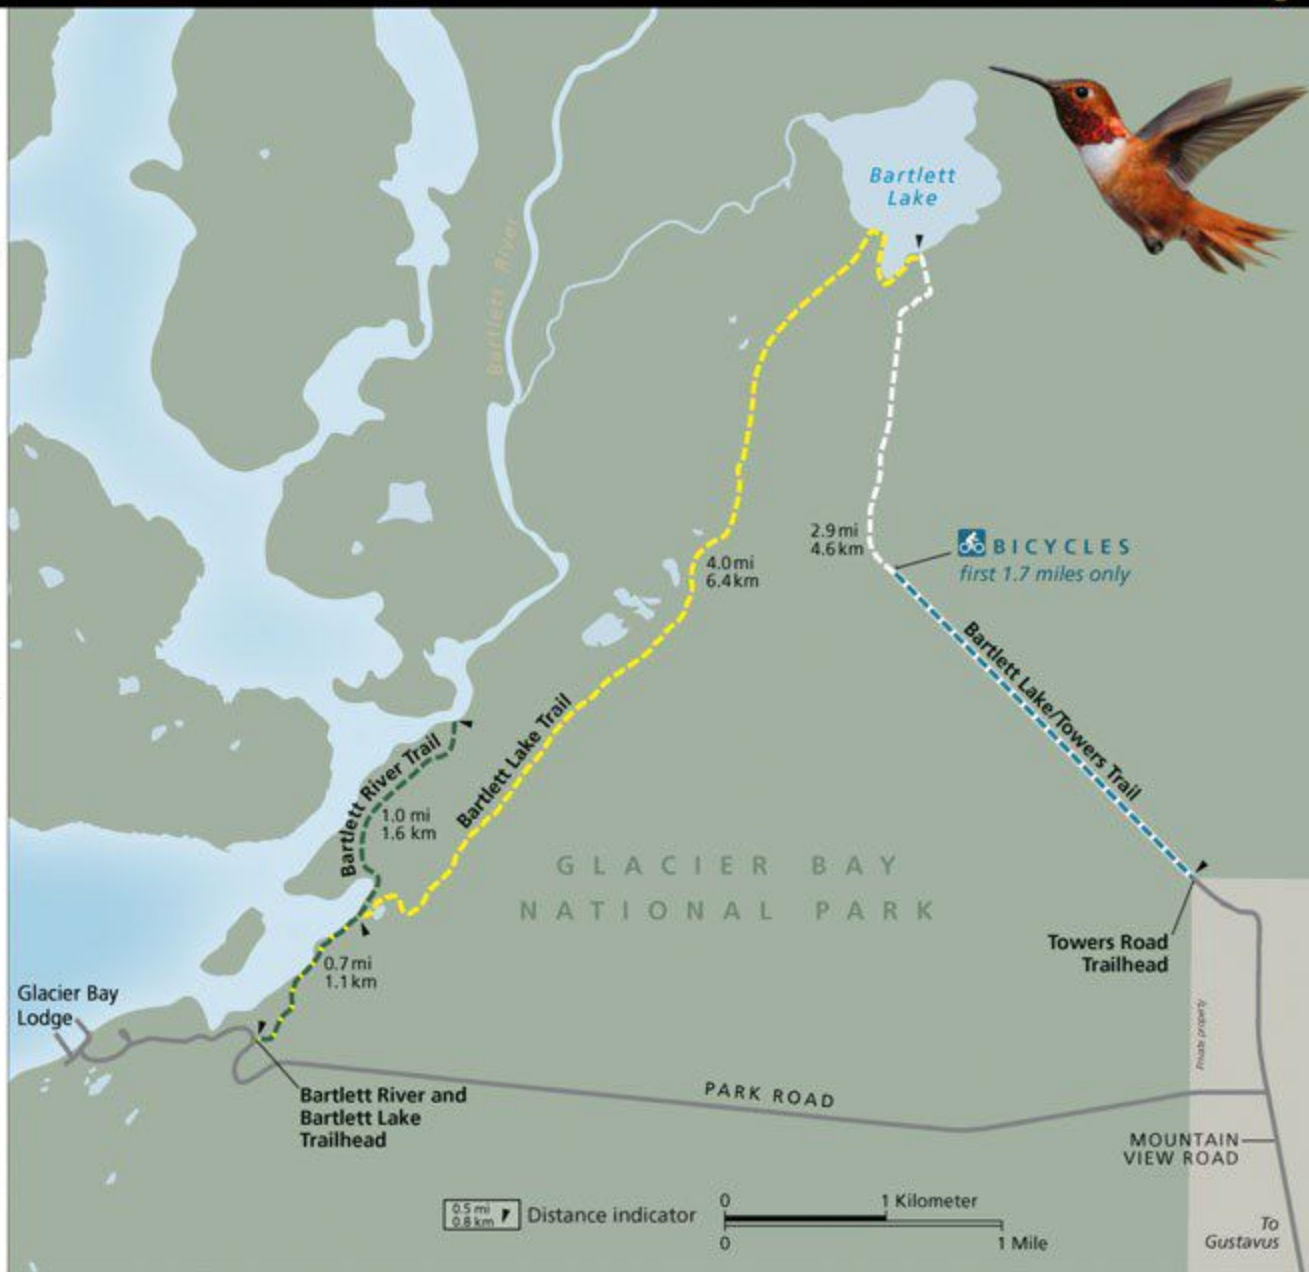 Bartlett
Lake
Bartlett River
2.9 mi
4.6 km
BICYCLES
first 1.7 miles only
4.0 mi
6.4 km
Bartlett Lake/Towers Trail
Bartlett Lake Trail
Bartlett River Trail
1.0 mi
1.6 km
GLACIER BAY
NATIONAL PARK
Towers Road
Trailhead
0.7 mi
1.1 km
Glacier Bay
Lodge
Private property
Bartlett River and
Bartlett Lake
Trailhead
PARK ROAD
MOUNTAIN
VIEW ROAD
0.5 mi
0.8 km
Distance indicator
0
1 Kilometer
0
1 Mile
To
Gustavus